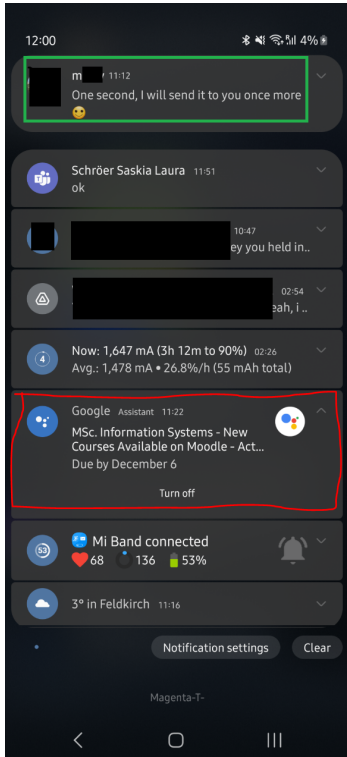 12:00 4%
m 11:12
One second, I will send it to you once more
Schröer Saskia Laura 11:51
ok
10:47
ey you held in..
02:54
eah, i ..
4
Now: 1,647 mA (3h 12m to 90%) 02:26
Avg.: 1,478 mA • 26.8%/h (55 mAh total)
Google Assistant 11:22
MSc. Information Systems - New
Courses Available on Moodle - Act...
Due by December 6
Turn off
53
Mi Band connected
68 136 53%
3° in Feldkirch 11:16
Notification settings Clear
Magenta-T-